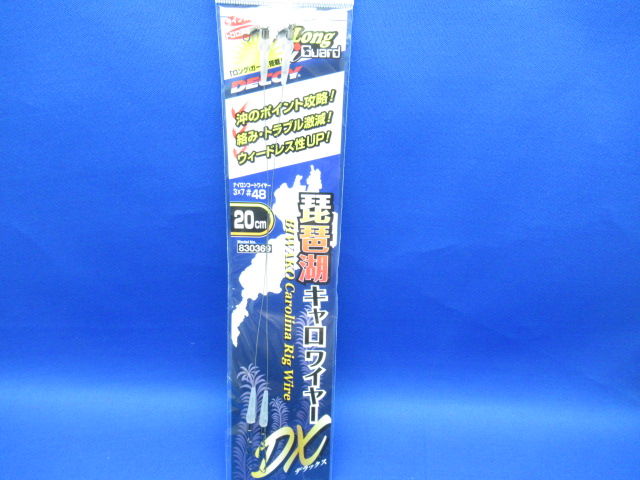 Long
Guard
DECOY
沖のポイント攻略!
絡み・トラブル激減!
ウィードレス性UP!
ナイロンコートワイヤー
3×7 #48
20cm
Model No.
830369
琵琶湖キャロワイヤー
BIWAKO Carolina Rig Wire
DX
デラックス